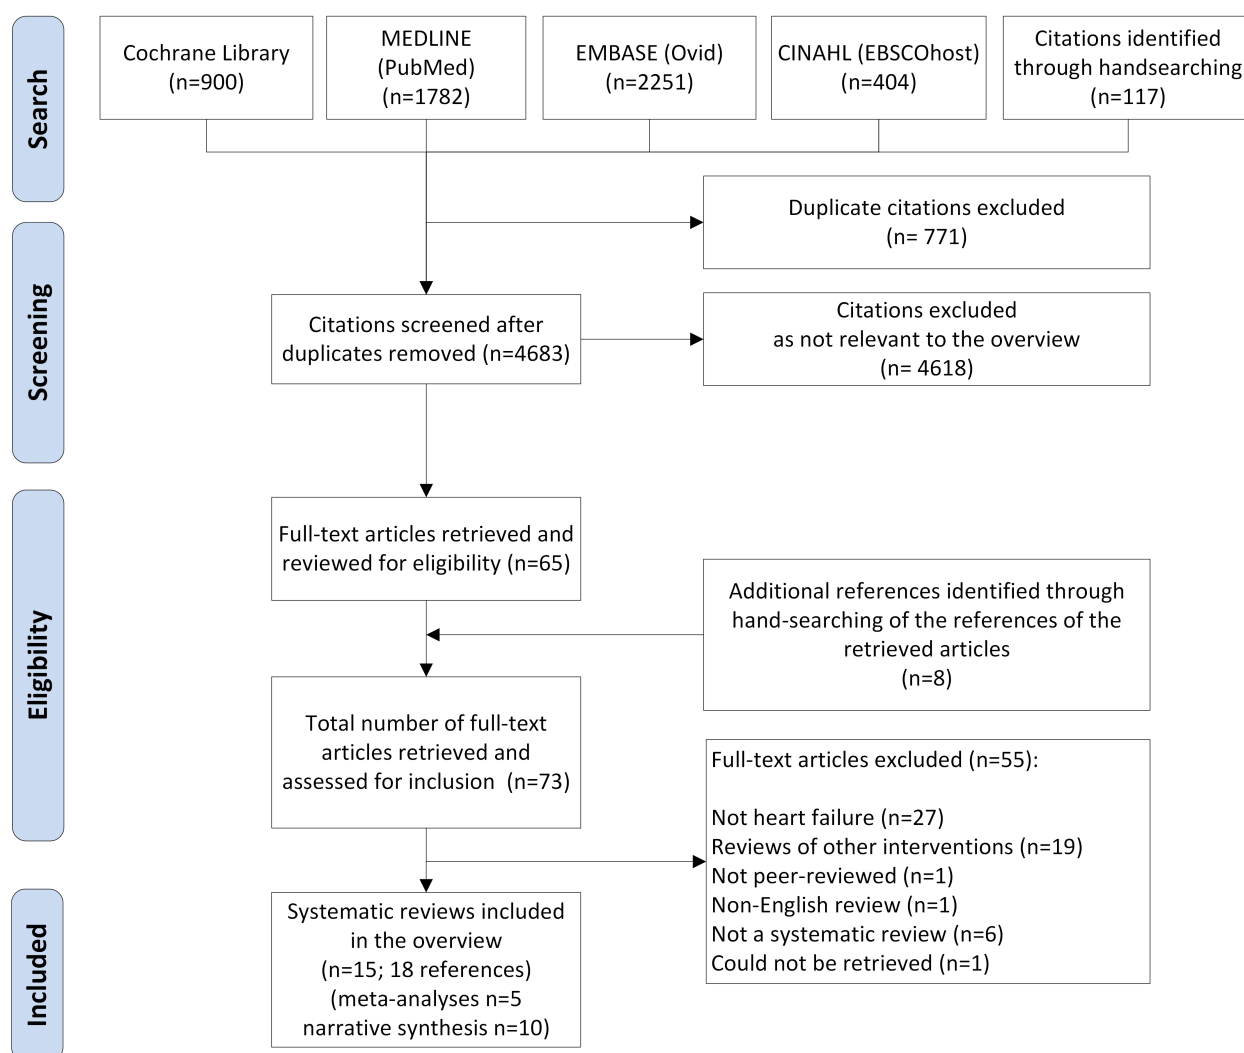 Search
Cochrane Library
(n=900)
MEDLINE
(PubMed)
(n=1782)
EMBASE (Ovid)
(n=2251)
CINAHL (EBSCOhost)
(n=404)
Citations identified
through handsearching
(n=117)
Duplicate citations excluded
(n= 771)
Screening
Citations screened after
duplicates removed (n=4683)
Citations excluded
as not relevant to the overview
(n= 4618)
Eligibility
Full-text articles retrieved and
reviewed for eligibility (n=65)
Additional references identified through
hand-searching of the references of the
retrieved articles
(n=8)
Total number of full-text
articles retrieved and
assessed for inclusion (n=73)
Full-text articles excluded (n=55):
Not heart failure (n=27)
Reviews of other interventions (n=19)
Not peer-reviewed (n=1)
Non-English review (n=1)
Not a systematic review (n=6)
Could not be retrieved (n=1)
Included
Systematic reviews included
in the overview
(n=15; 18 references)
(meta-analyses n=5
narrative synthesis n=10)